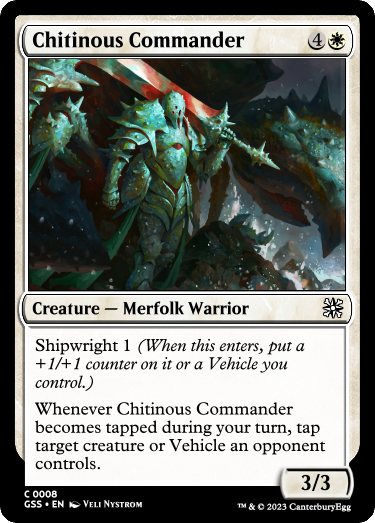 Chitinous Commander 4
Creature — Merfolk Warrior
Shipwright 1 (When this enters, put a
+1/+1 counter on it or a Vehicle you
control.)
Whenever Chitinous Commander
becomes tapped during your turn, tap
target creature or Vehicle an opponent
controls.
3/3
C 0008
GSS • EN Veli Nystrom
™ & © 2023 CanterburyEgg